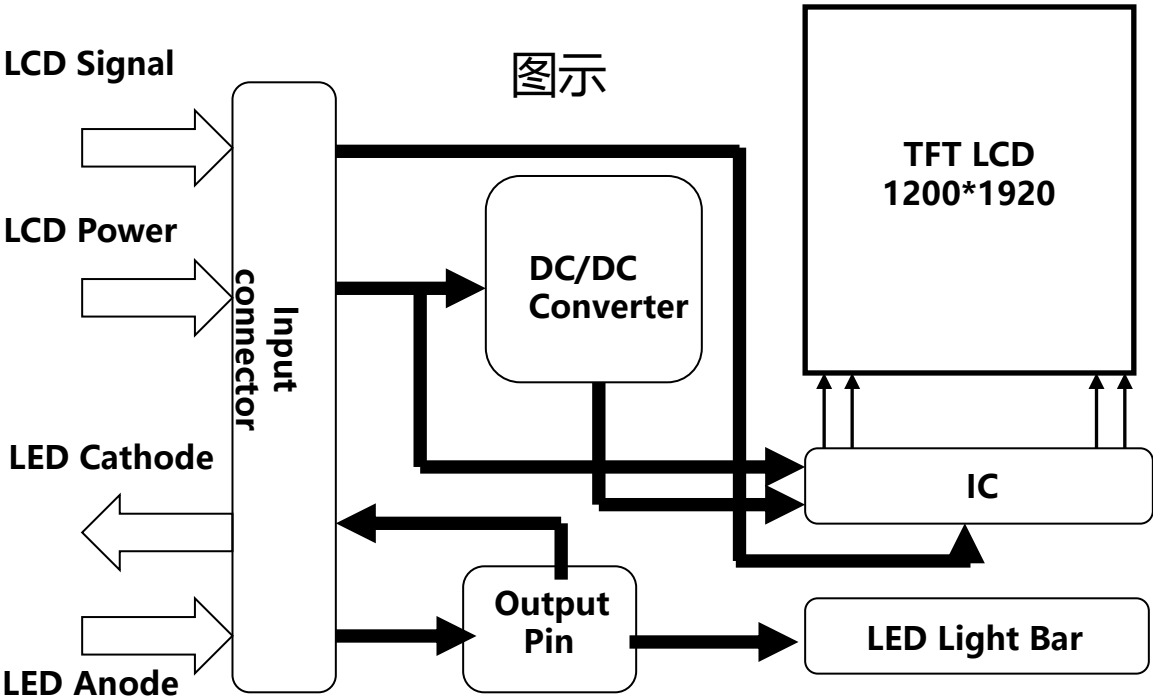 LCD Signal
图示
TFT LCD
1200*1920
LCD Power
DC/DC
Converter
Input
connector
LED Cathode
IC
Output
Pin
LED Light Bar
LED Anode